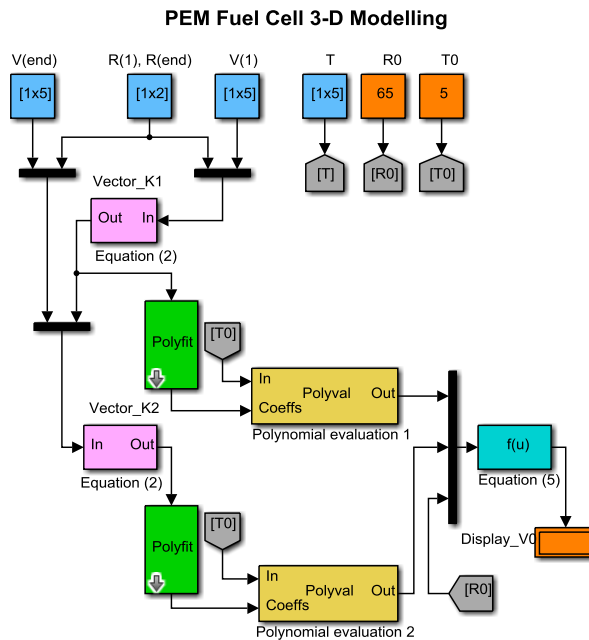 PEM Fuel Cell 3-D Modelling
V(end) R(1), R(end) V(1) T R0 T0
[1x5] [1x2] [1x5] [1x5] 65 5
[T] [R0] [T0]
Vector_K1
Out In
Equation (2)
Polyfit
[T0]
In
Polyval Out
Coeffs
Polynomial evaluation 1
Vector_K2
In Out
Equation (2)
f(u)
Equation (5)
Display_V0
Polyfit
[T0]
In
Polyval Out
Coeffs
Polynomial evaluation 2
[R0]